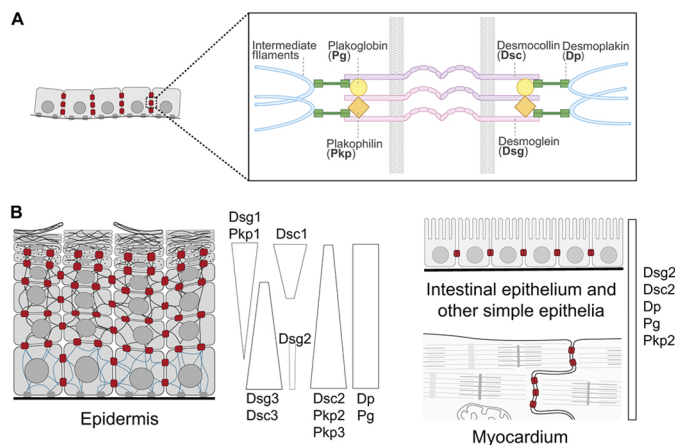 A
Intermediate
filaments
Plakoglobin
(Pg)
Desmocollin
(Dsc)
Desmoplakin
(Dp)
Plakophilin
(Pkp)
Desmoglein
(Dsg)
B
Dsg1
Pkp1
Dsc1
Dsg2
Dsg3
Dsc3
Dsc2
Pkp2
Pkp3
Dp
Pg
Epidermis
Intestinal epithelium and
other simple epithelia
Myocardium
Dsg2
Dsc2
Dp
Pg
Pkp2